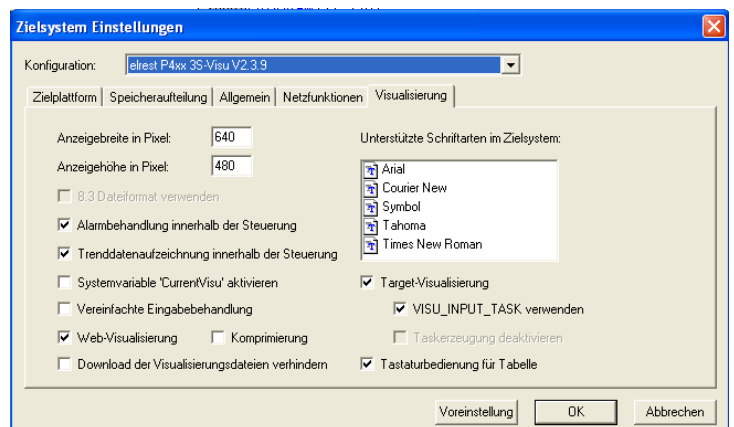 Zielsystem Einstellungen
Konfiguration: elrest P4xx 3S-Visu V2.3.9
Zielplattform Speicheraufteilung Allgemein Netzfunktionen Visualisierung
Anzeigebreite in Pixel: 640
Anzeigehöhe in Pixel: 480
8.3 Dateiformat verwenden
Alarmbehandlung innerhalb der Steuerung
Trenddatenaufzeichnung innerhalb der Steuerung
Systemvariable 'CurrentVisu' aktivieren
Vereinfachte Eingabebehandlung
Web-Visualisierung Komprimierung
Download der Visualisierungsdateien verhindern
Unterstützte Schriftarten im Zielsystem:
Arial
Courier New
Symbol
Tahoma
Times New Roman
Target-Visualisierung
VISU_INPUT_TASK verwenden
Taskerzeugung deaktivieren
Tastaturbedienung für Tabelle
Voreinstellung OK Abbrechen